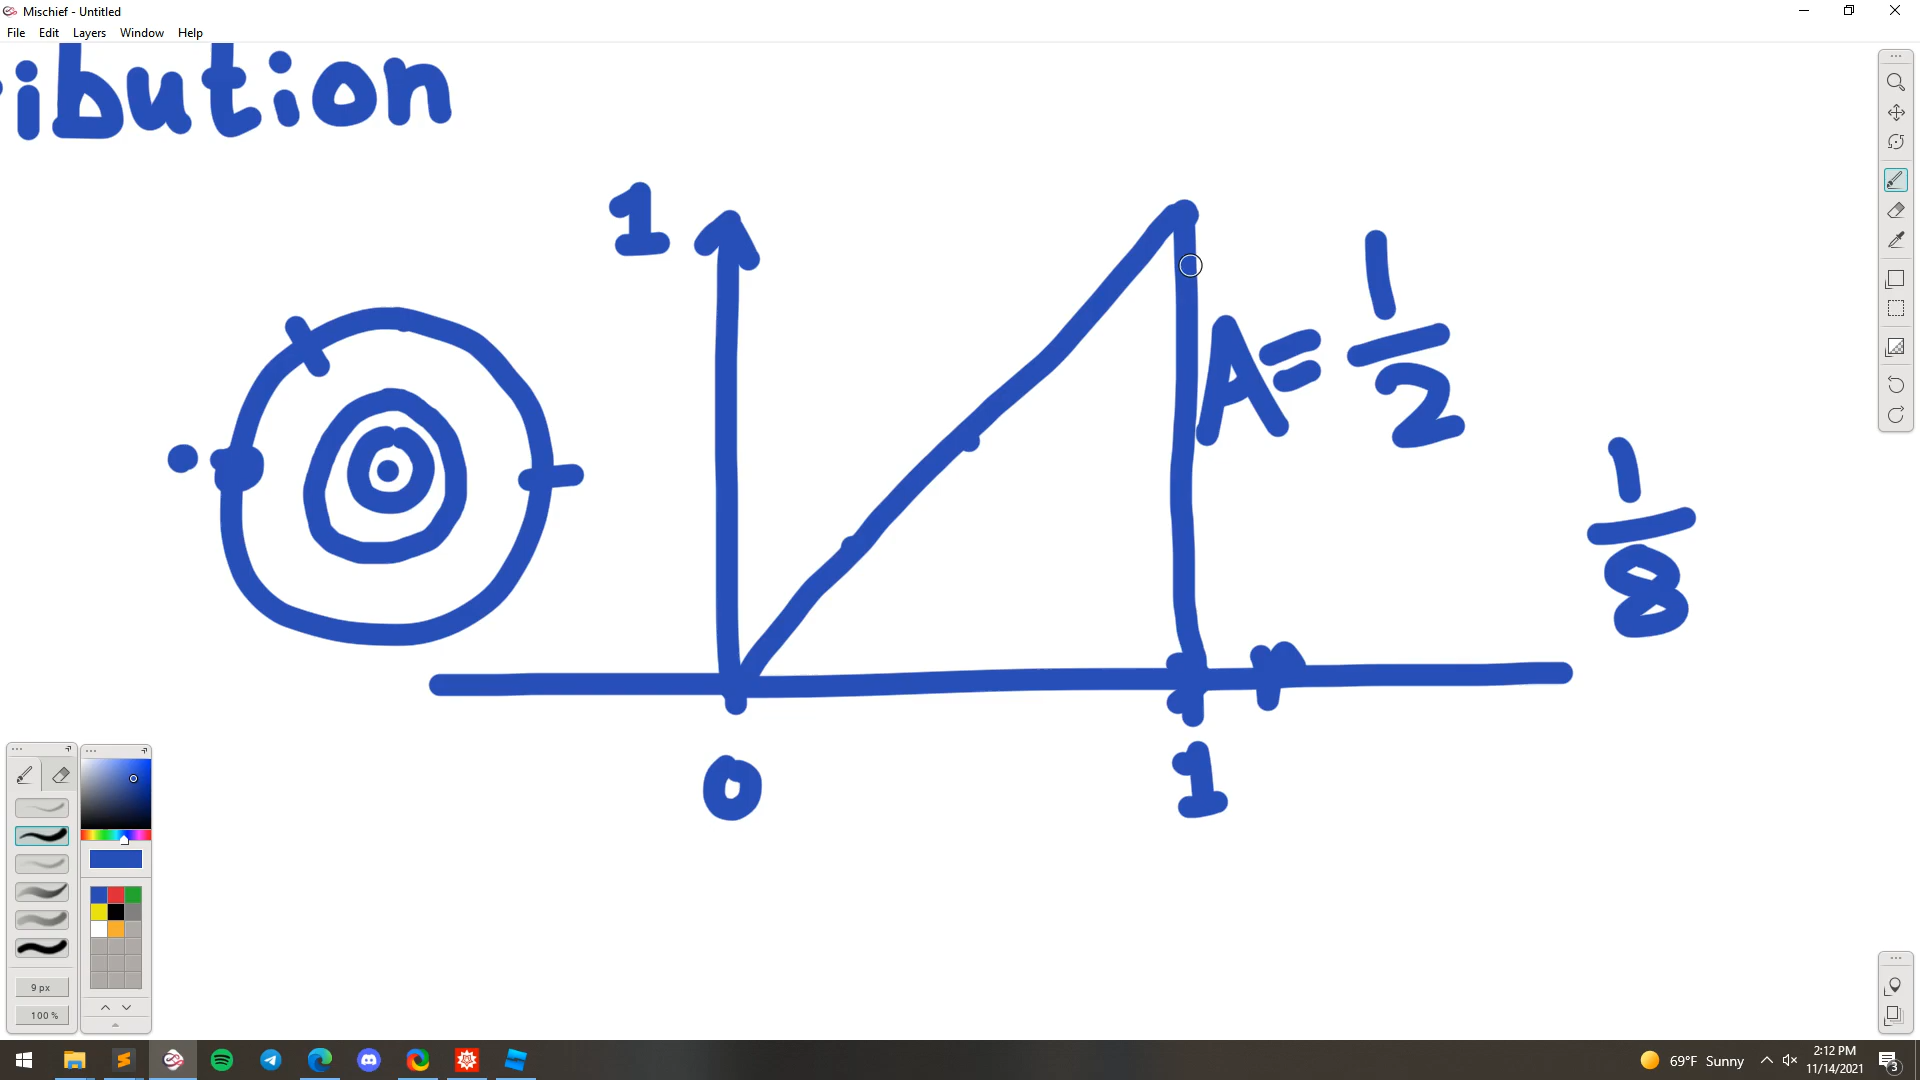 Mischief - Untitled
File Edit Layers Window Help
ibution
1
A= 1/2
1/8
0
1
9 px
100 %
69°F Sunny
2:12 PM
11/14/2021
3